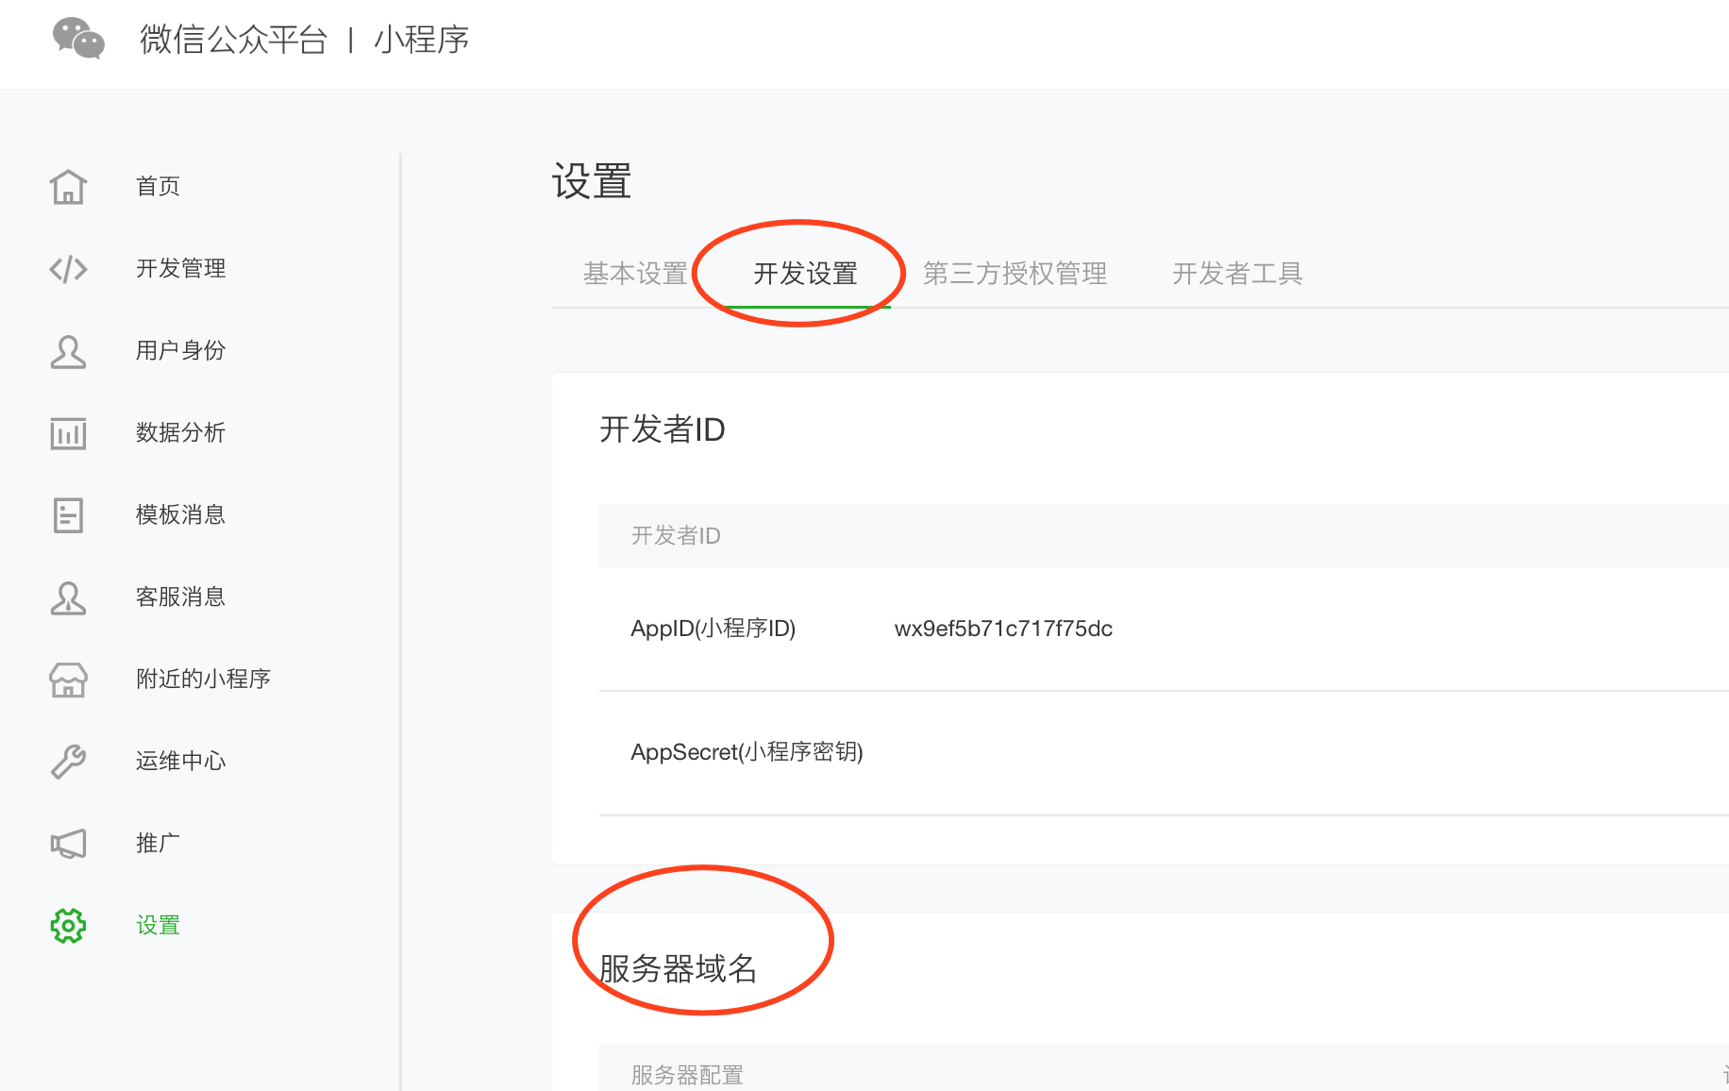 微信公众平台 | 小程序
首页
开发管理
用户身份
数据分析
模板消息
客服消息
附近的小程序
运维中心
推广
设置
设置
基本设置 开发设置 第三方授权管理 开发者工具
开发者ID
开发者ID
AppID(小程序ID) wx9ef5b71c717f75dc
AppSecret(小程序密钥)
服务器域名
服务器配置